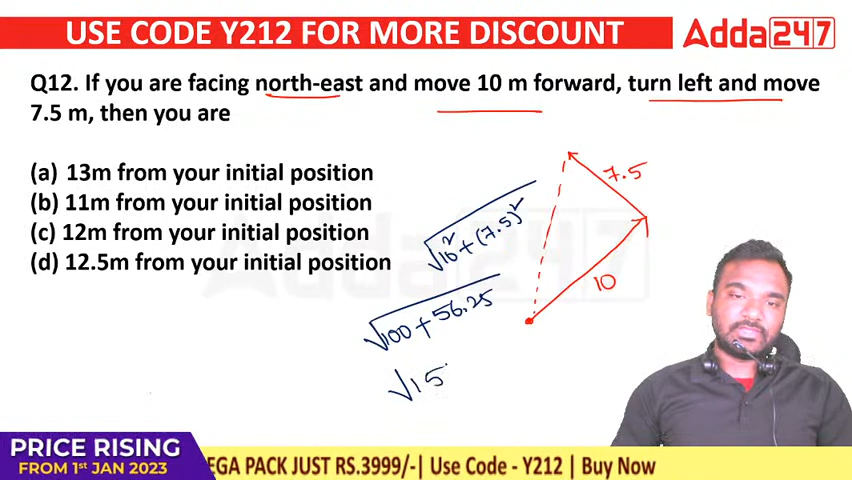 USE CODE Y212 FOR MORE DISCOUNT
Adda247
Q12. If you are facing north-east and move 10 m forward, turn left and move
7.5 m, then you are
(a) 13m from your initial position
(b) 11m from your initial position
(c) 12m from your initial position
(d) 12.5m from your initial position
7.5
10
√10² + (7.5)²
√100 + 56.25
√15
Adda247
PRICE RISING
FROM 1ST JAN 2023
EGA PACK JUST RS.3999/-| Use Code - Y212 | Buy Now